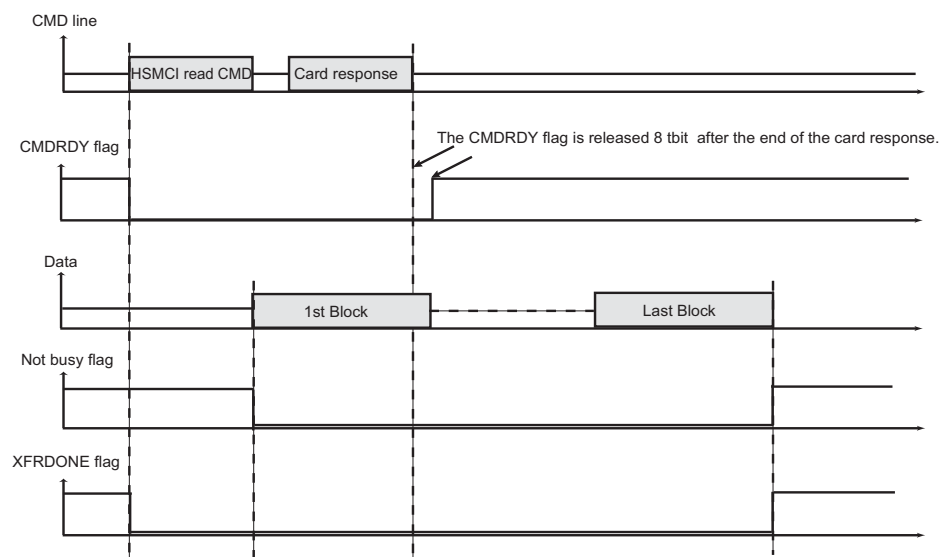 CMD line
HSMCI read CMD
Card response
CMDRDY flag
The CMDRDY flag is released 8 tbit after the end of the card response.
Data
1st Block
Last Block
Not busy flag
XFRDONE flag